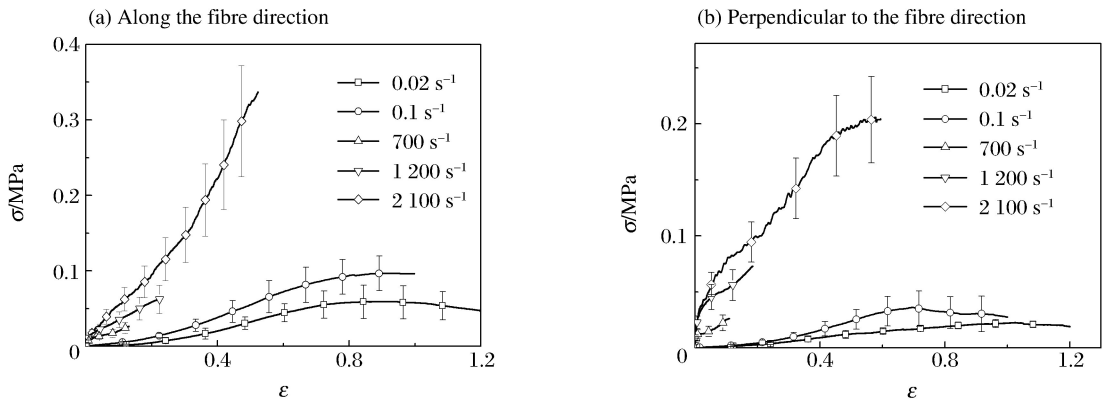 (a) Along the fibre direction
0.4
0.3
0.2
0.1
0
0.4
0.8
1.2
σ/MPa
ε
0.02 s⁻¹
0.1 s⁻¹
700 s⁻¹
1 200 s⁻¹
2 100 s⁻¹
(b) Perpendicular to the fibre direction
0.2
0.1
0
0.4
0.8
1.2
σ/MPa
ε
0.02 s⁻¹
0.1 s⁻¹
700 s⁻¹
1 200 s⁻¹
2 100 s⁻¹